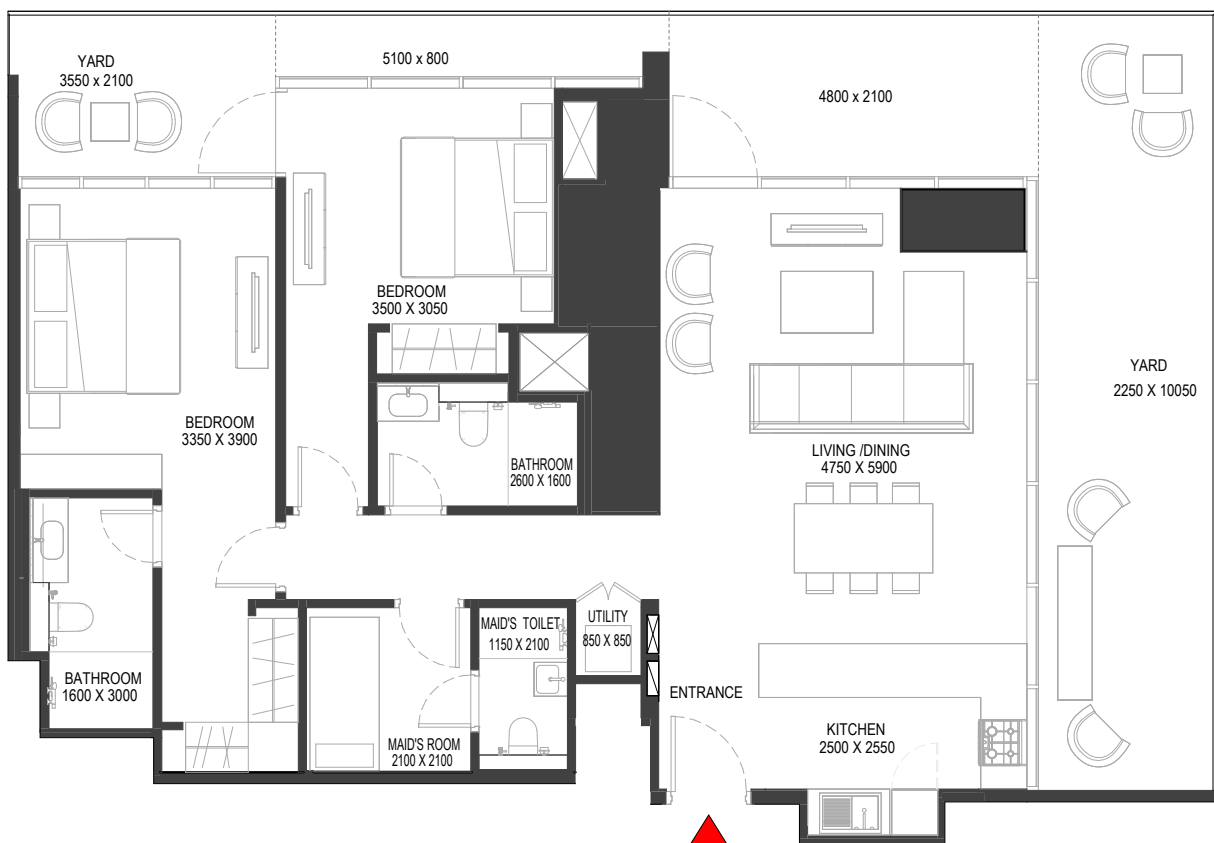 YARD
3550 x 2100
5100 x 800
4800 x 2100
BEDROOM
3500 X 3050
YARD
2250 X 10050
BEDROOM
3350 X 3900
LIVING /DINING
4750 X 5900
BATHROOM
2600 X 1600
MAID'S TOILET
1150 X 2100
UTILITY
850 X 850
BATHROOM
1600 X 3000
ENTRANCE
KITCHEN
2500 X 2550
MAID'S ROOM
2100 X 2100